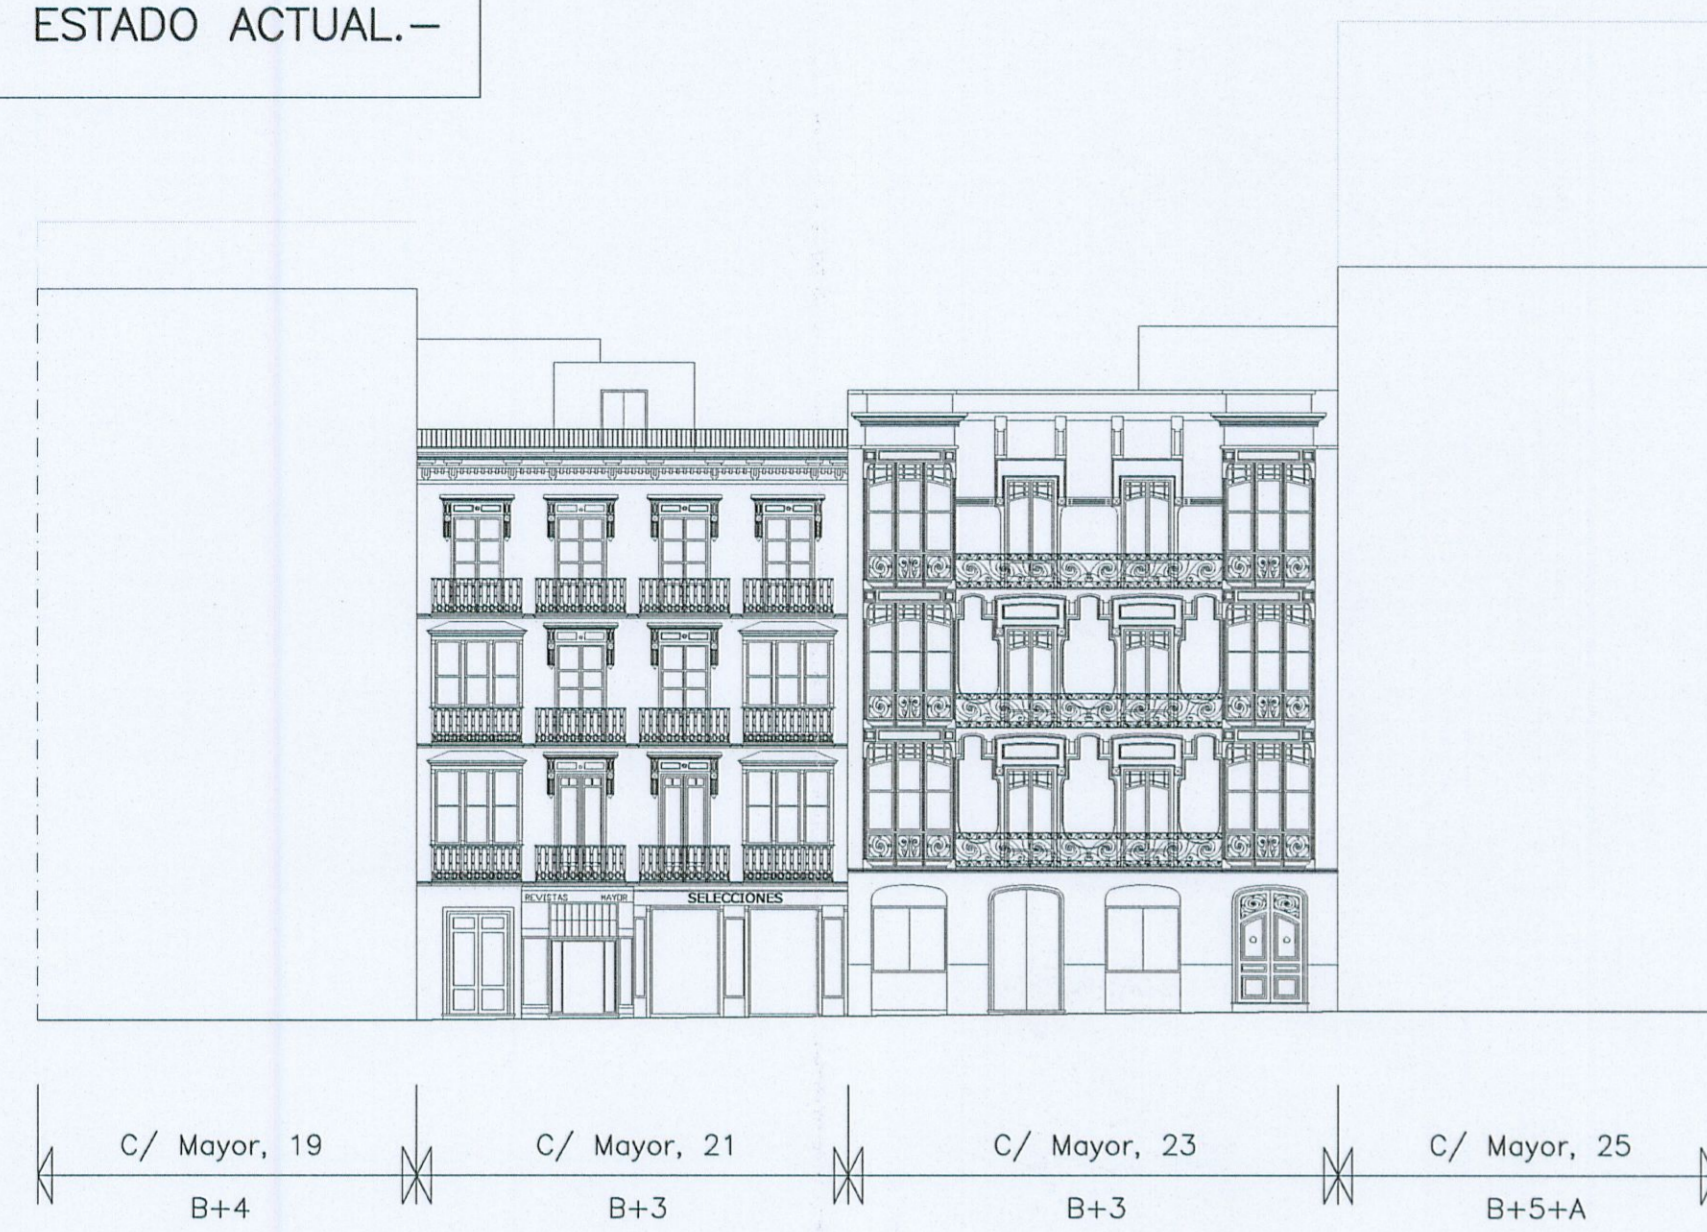 ESTADO ACTUAL.—
REVISTAS MAYOR
SELECCIONES
C/ Mayor, 19
C/ Mayor, 21
C/ Mayor, 23
C/ Mayor, 25
B+4
B+3
B+3
B+5+A